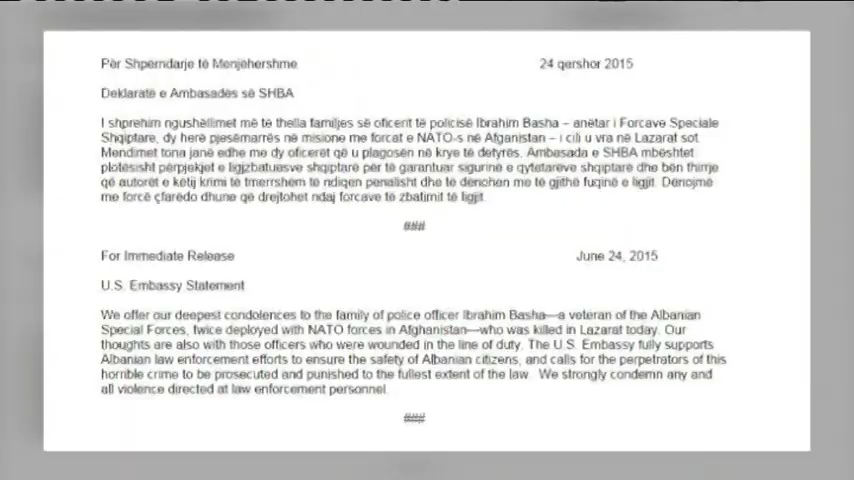 Për Shpërndarje të Menjëhershme 24 qershor 2015
Deklaratë e Ambasadës së SHBA
I shprehim ngushëllimet më të thella familjes së oficerit të policisë Ibrahim Basha – anëtar i Forcave Speciale
Shqiptare, dy herë pjesëmarrës në misione me forcat e NATO-s në Afganistan – i cili u vra në Lazarat sot.
Mendimet tona janë edhe me dy oficerët që u plagosën në krye të detyrës. Ambasada e SHBA mbështet
plotësisht përpjekjet e ligjzbatuasve shqiptarë për të garantuar sigurinë e qytetarëve shqiptarë dhe bën thirrje
që autorët e këtij krimi të tmerrshëm të ndiqen penalisht dhe të dënohen me të gjithë fuqinë e ligjit. Dënojmë
me forcë çfarëdo dhune që drejtohet ndaj forcave të zbatimit të ligjit.
###
For Immediate Release June 24, 2015
U.S. Embassy Statement
We offer our deepest condolences to the family of police officer Ibrahim Basha—a veteran of the Albanian
Special Forces, twice deployed with NATO forces in Afghanistan—who was killed in Lazarat today. Our
thoughts are also with those officers who were wounded in the line of duty. The U.S. Embassy fully supports
Albanian law enforcement efforts to ensure the safety of Albanian citizens, and calls for the perpetrators of this
horrible crime to be prosecuted and punished to the fullest extent of the law. We strongly condemn any and
all violence directed at law enforcement personnel.
###